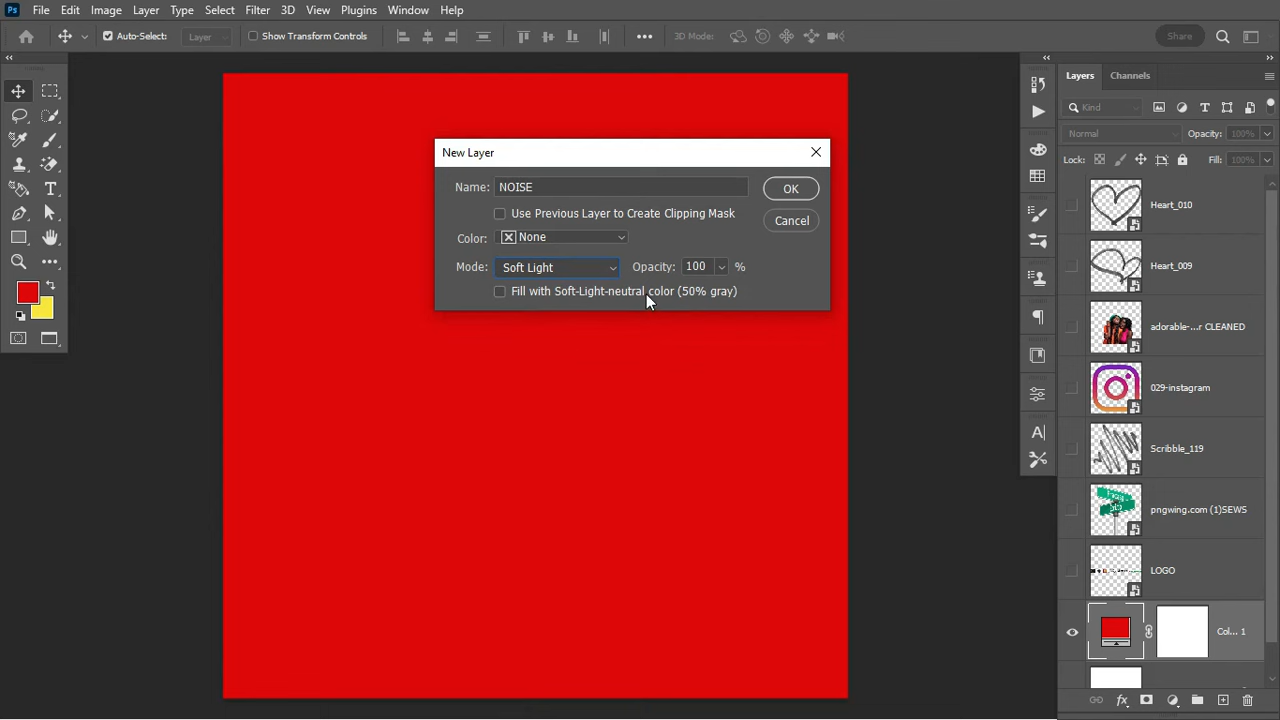 Ps File Edit Image Layer Type Select Filter 3D View Plugins Window Help
Auto-Select: Layer Show Transform Controls ••• 3D Mode: Share
Layers Channels
Kind
Normal Opacity: 100%
Lock: Fill: 100%
New Layer
Name: NOISE OK
Use Previous Layer to Create Clipping Mask Cancel
Color: None
Mode: Soft Light Opacity: 100 %
Fill with Soft-Light-neutral color (50% gray)
Heart_010
Heart_009
adorable-...r CLEANED
029-instagram
Scribble_119
pngwing.com (1)SEWS
LOGO
Col... 1
fx